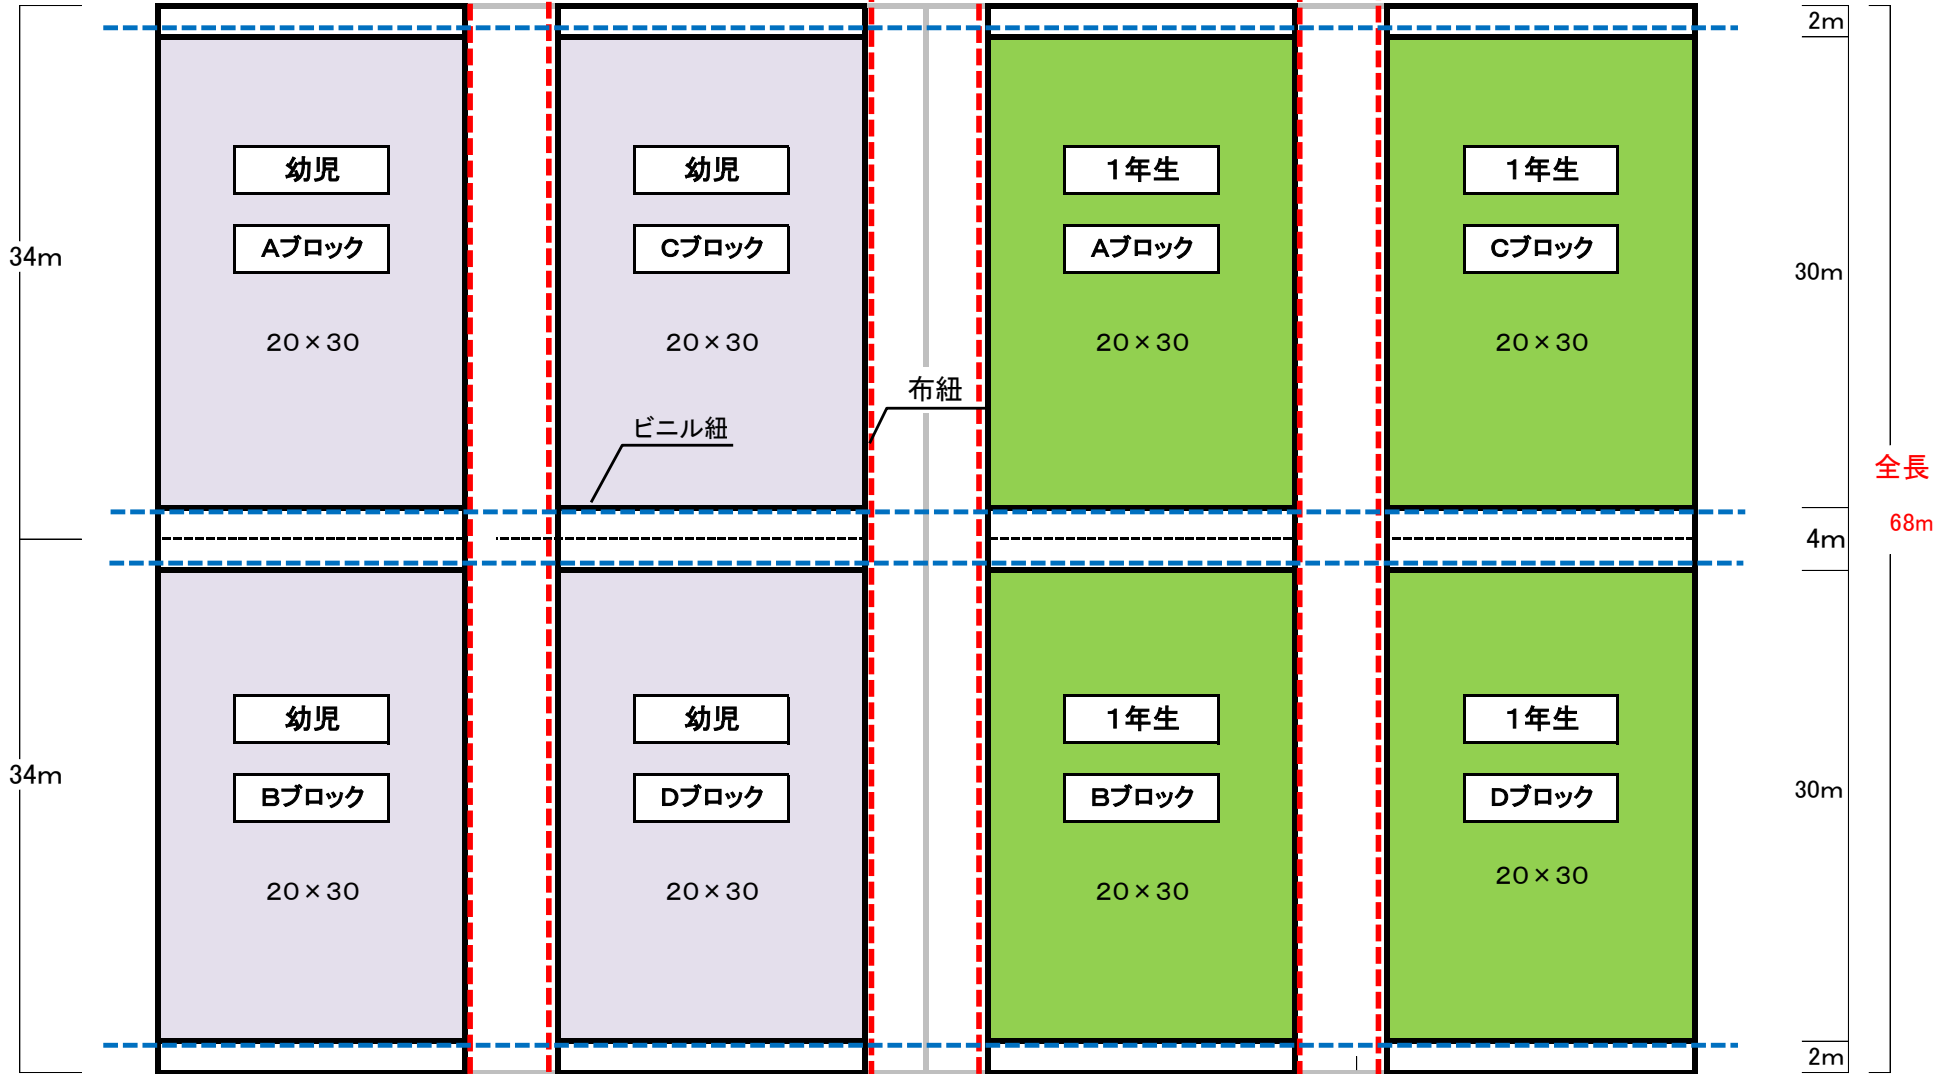 2m
幼児
幼児
1年生
1年生
Aブロック
Cブロック
Aブロック
Cブロック
34m
30m
20×30
20×30
20×30
20×30
布紐
ビニル紐
全長
68m
4m
幼児
幼児
1年生
1年生
Bブロック
Dブロック
Bブロック
Dブロック
34m
30m
20×30
20×30
20×30
20×30
2m